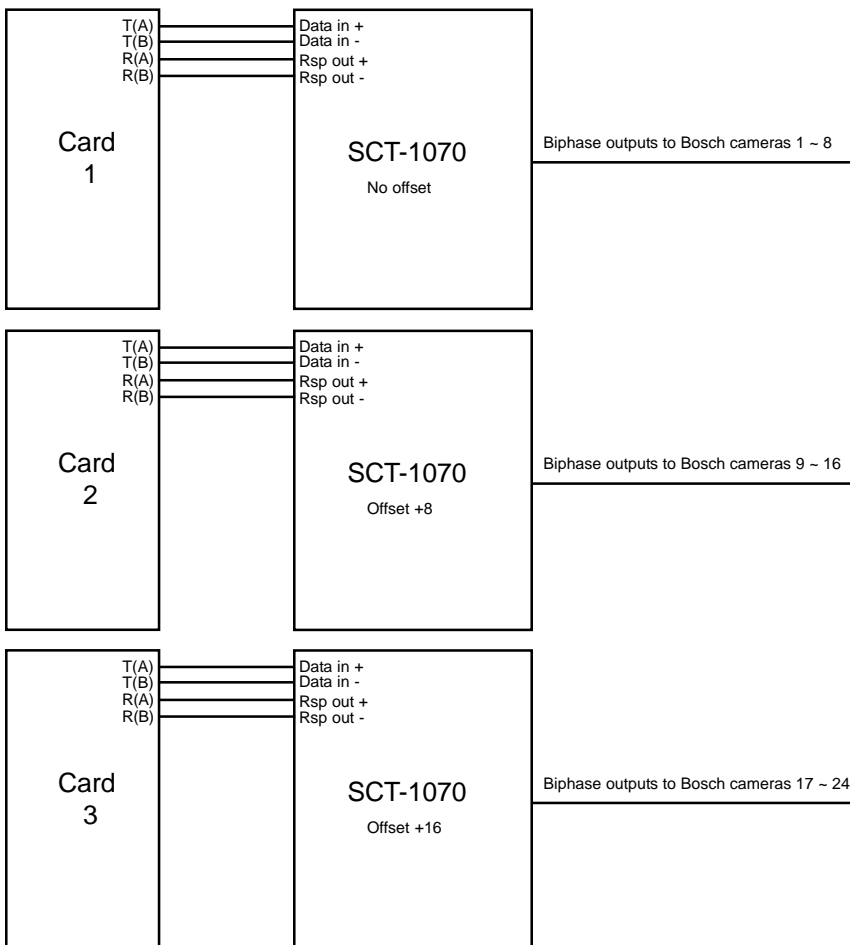 T(A) Data in +
T(B) Data in -
R(A) Rsp out +
R(B) Rsp out -
Card
1
SCT-1070
No offset
Biphase outputs to Bosch cameras 1 ~ 8
T(A) Data in +
T(B) Data in -
R(A) Rsp out +
R(B) Rsp out -
Card
2
SCT-1070
Offset +8
Biphase outputs to Bosch cameras 9 ~ 16
T(A) Data in +
T(B) Data in -
R(A) Rsp out +
R(B) Rsp out -
Card
3
SCT-1070
Offset +16
Biphase outputs to Bosch cameras 17 ~ 24